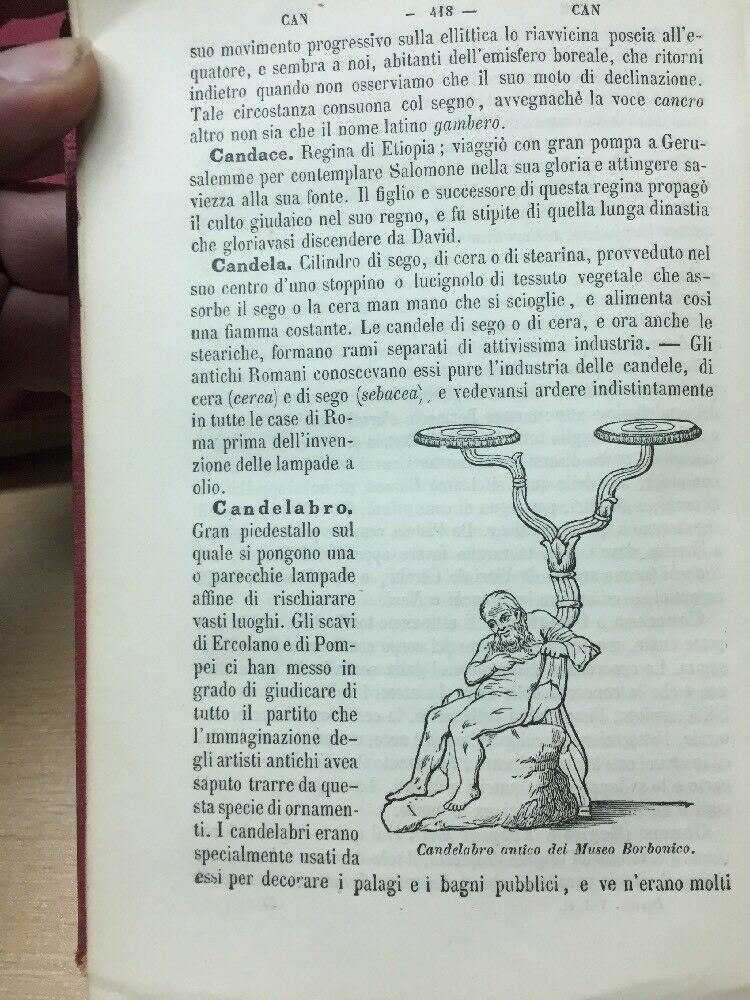 CAN — 418 — CAN
suo movimento progressivo sulla ellittica lo riavvicina poscia all'e-
quatore, e sembra a noi, abitanti dell'emisfero boreale, che ritorni
indietro quando non osserviamo che il suo moto di declinazione.
Tale circostanza consuona col segno, avvegnachè la voce cancro
altro non sia che il nome latino gambero.
Candace. Regina di Etiopia; viaggiò con gran pompa a Geru-
salemme per contemplare Salomone nella sua gloria e attingere sa-
viezza alla sua fonte. Il figlio e successore di questa regina propagò
il culto giudaico nel suo regno, e fu stipite di quella lunga dinastia
che gloriavasi discendere da David.
Candela. Cilindro di sego, di cera o di stearina, provveduto nel
suo centro d'uno stoppino o lucignolo di tessuto vegetale che as-
sorbe il sego o la cera man mano che si scioglie, e alimenta così
una fiamma costante. Le candele di sego o di cera, e ora anche le
steariche, formano rami separati di attivissima industria. — Gli
antichi Romani conoscevano essi pure l'industria delle candele, di
cera (cerea) e di sego (sebacea), e vedevansi ardere indistintamente
in tutte le case di Ro-
ma prima dell'inven-
zione delle lampade a
olio.
Candelabro.
Gran piedestallo sul
quale si pongono una
o parecchie lampade
affine di rischiarare
vasti luoghi. Gli scavi
di Ercolano e di Pom-
pei ci han messo in
grado di giudicare di
tutto il partito che
l'immaginazione de-
gli artisti antichi avea
saputo trarre da que-
sta specie di ornamen-
ti. I candelabri erano
specialmente usati da
essi per decorare i palagi e i bagni pubblici, e ve n'erano molti
Candelabro antico del Museo Borbonico.